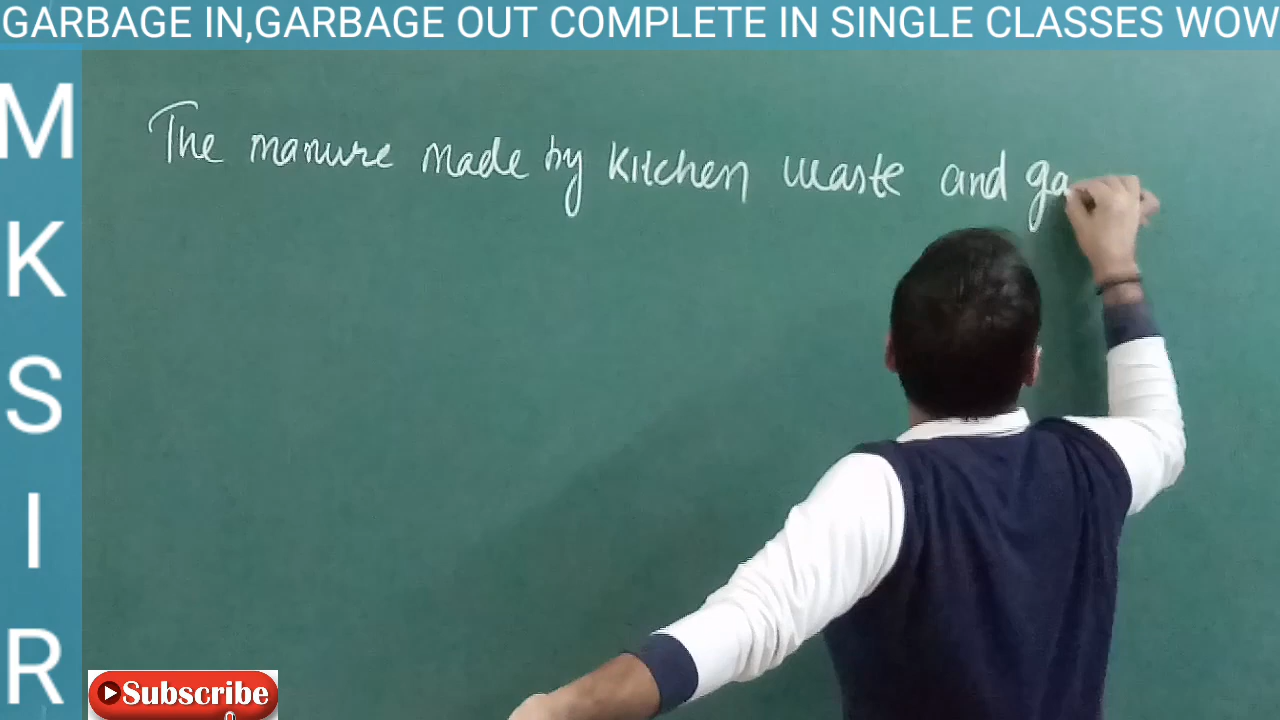 GARBAGE IN,GARBAGE OUT COMPLETE IN SINGLE CLASSES WOW
M
K
S
I
R
The manure made by kitchen waste and ga
Subscribe